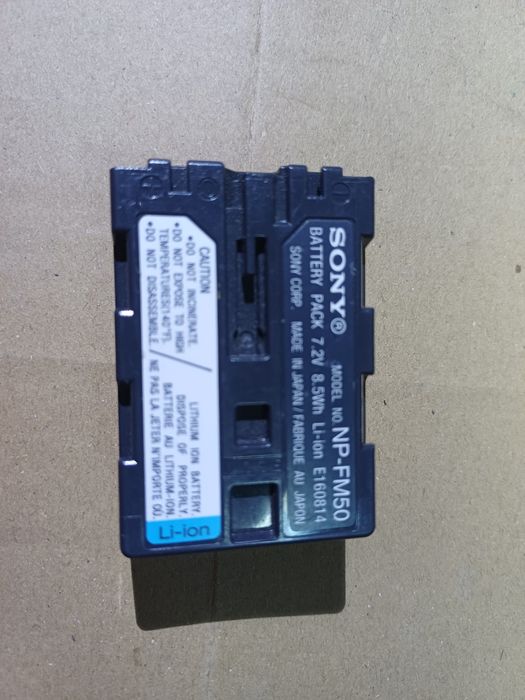 SONY® MODEL NO. NP-FM50
BATTERY PACK 7.2V 8.5Wh Li-ion E160814
SONY CORP. MADE IN JAPAN / FABRIQUE AU JAPON
CAUTION
•DO NOT INCINERATE.
•DO NOT EXPOSE TO HIGH
TEMPERATURES(140°F).
•DO NOT DISASSEMBLE.
LITHIUM ION BATTERY.
DISPOSE OF PROPERLY.
BATTERIE AU LITHIUM-ION.
NE PAS LA JETER N'IMPORTE OÙ
Li-ion